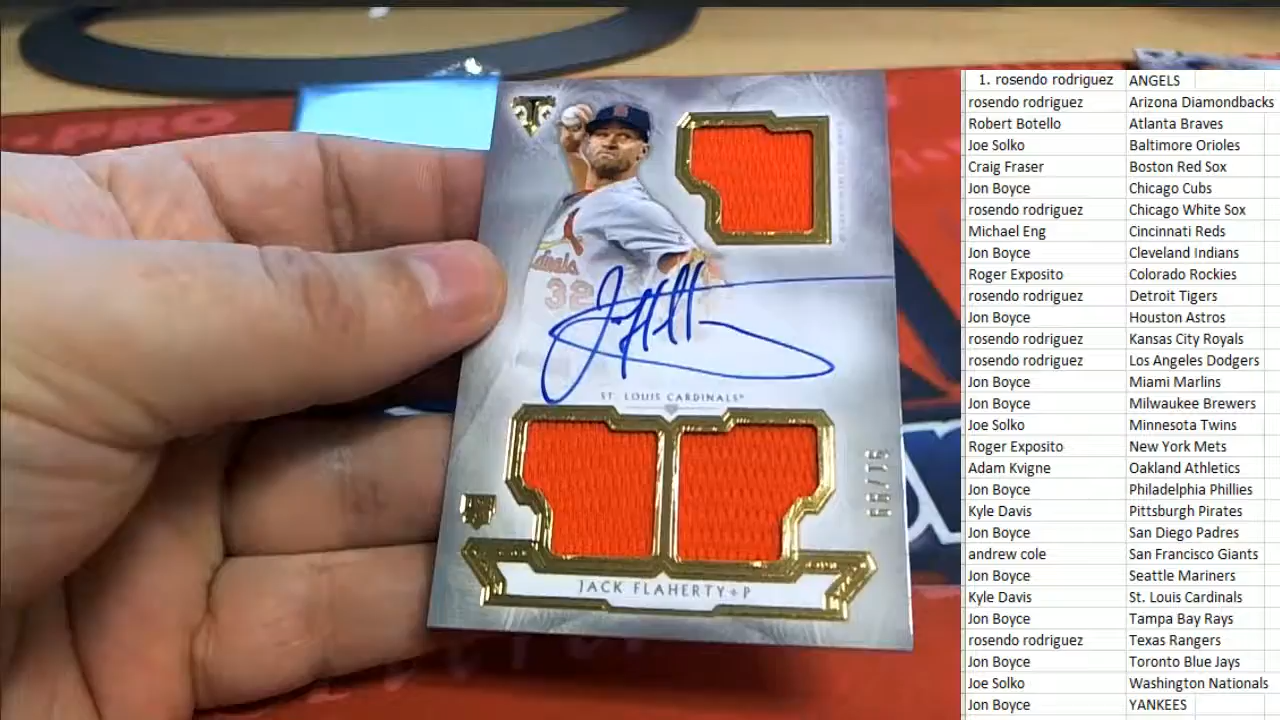 -PRO
TT
rdinals
32
ST. LOUIS CARDINALS®
JACK FLAHERTY • P
1. rosendo rodriguez ANGELS
rosendo rodriguez Arizona Diamondbacks
Robert Botello Atlanta Braves
Joe Solko Baltimore Orioles
Craig Fraser Boston Red Sox
Jon Boyce Chicago Cubs
rosendo rodriguez Chicago White Sox
Michael Eng Cincinnati Reds
Jon Boyce Cleveland Indians
Roger Exposito Colorado Rockies
rosendo rodriguez Detroit Tigers
Jon Boyce Houston Astros
rosendo rodriguez Kansas City Royals
rosendo rodriguez Los Angeles Dodgers
Jon Boyce Miami Marlins
Jon Boyce Milwaukee Brewers
Joe Solko Minnesota Twins
Roger Exposito New York Mets
Adam Kvigne Oakland Athletics
Jon Boyce Philadelphia Phillies
Kyle Davis Pittsburgh Pirates
Jon Boyce San Diego Padres
andrew cole San Francisco Giants
Jon Boyce Seattle Mariners
Kyle Davis St. Louis Cardinals
Jon Boyce Tampa Bay Rays
rosendo rodriguez Texas Rangers
Jon Boyce Toronto Blue Jays
Joe Solko Washington Nationals
Jon Boyce YANKEES